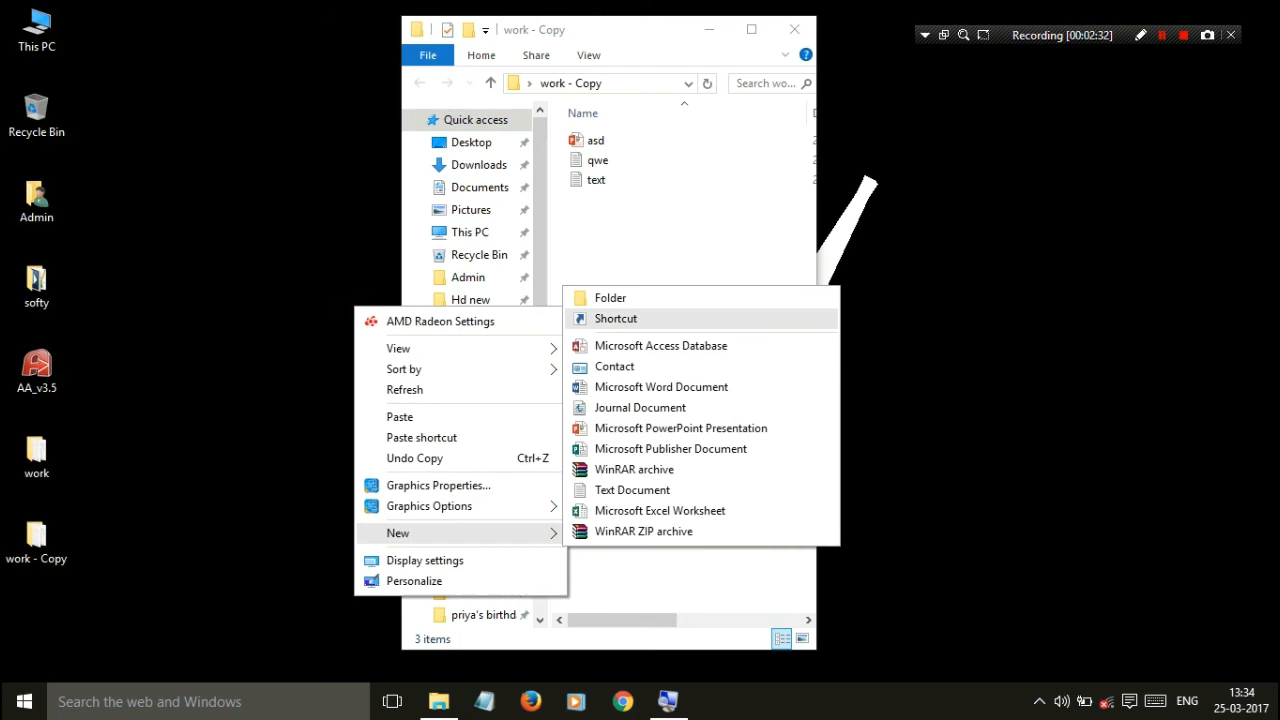 This PC
Recycle Bin
Admin
softy
AA_v3.5
work
work - Copy
work - Copy
File Home Share View
work - Copy
Search wo...
Name
Quick access
Desktop
Downloads
Documents
Pictures
This PC
Recycle Bin
Admin
Hd new
priya's birthd
3 items
asd
qwe
text
AMD Radeon Settings
View
Sort by
Refresh
Paste
Paste shortcut
Undo Copy Ctrl+Z
Graphics Properties...
Graphics Options
New
Display settings
Personalize
Folder
Shortcut
Microsoft Access Database
Contact
Microsoft Word Document
Journal Document
Microsoft PowerPoint Presentation
Microsoft Publisher Document
WinRAR archive
Text Document
Microsoft Excel Worksheet
WinRAR ZIP archive
Recording [00:02:32]
Search the web and Windows
ENG
13:34
25-03-2017